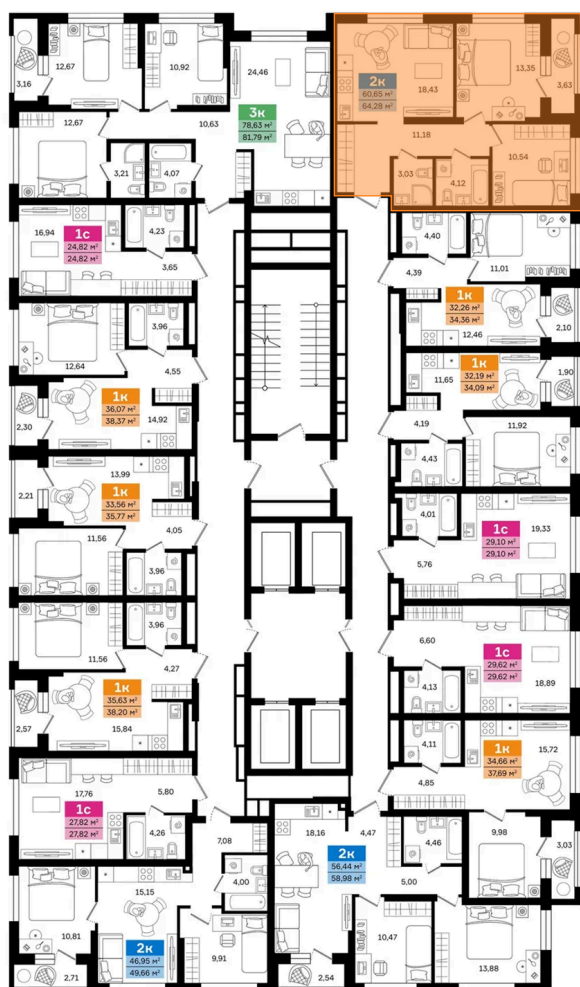 12,67
10,92
24,46
3,16
3к
78,63 м²
81,79 м²
12,67
10,63
3,21
4,07
2к
60,65 м²
64,28 м²
18,43
13,35
3,63
11,18
10,54
3,03
4,12
16,94
1с
24,82 м²
24,82 м²
4,23
3,65
4,40
11,01
4,39
1к
32,26 м²
34,36 м²
12,46
2,10
12,64
3,96
4,55
1к
36,07 м²
38,37 м²
14,92
2,30
1к
32,19 м²
34,09 м²
11,65
1,90
4,19
11,92
4,43
13,99
2,21
1к
33,56 м²
35,77 м²
4,05
11,56
3,96
4,01
19,33
1с
29,10 м²
29,10 м²
5,76
3,96
11,56
4,27
1к
35,63 м²
38,20 м²
2,57
15,84
6,60
1с
29,62 м²
29,62 м²
4,13
18,89
4,11
15,72
1к
34,66 м²
37,69 м²
4,85
17,76
5,80
1с
27,82 м²
27,82 м²
4,26
7,08
4,00
18,16
4,47
2к
56,44 м²
58,98 м²
4,46
9,98
3,03
5,00
15,15
10,81
2к
46,95 м²
49,66 м²
2,71
9,91
2,54
10,47
13,88